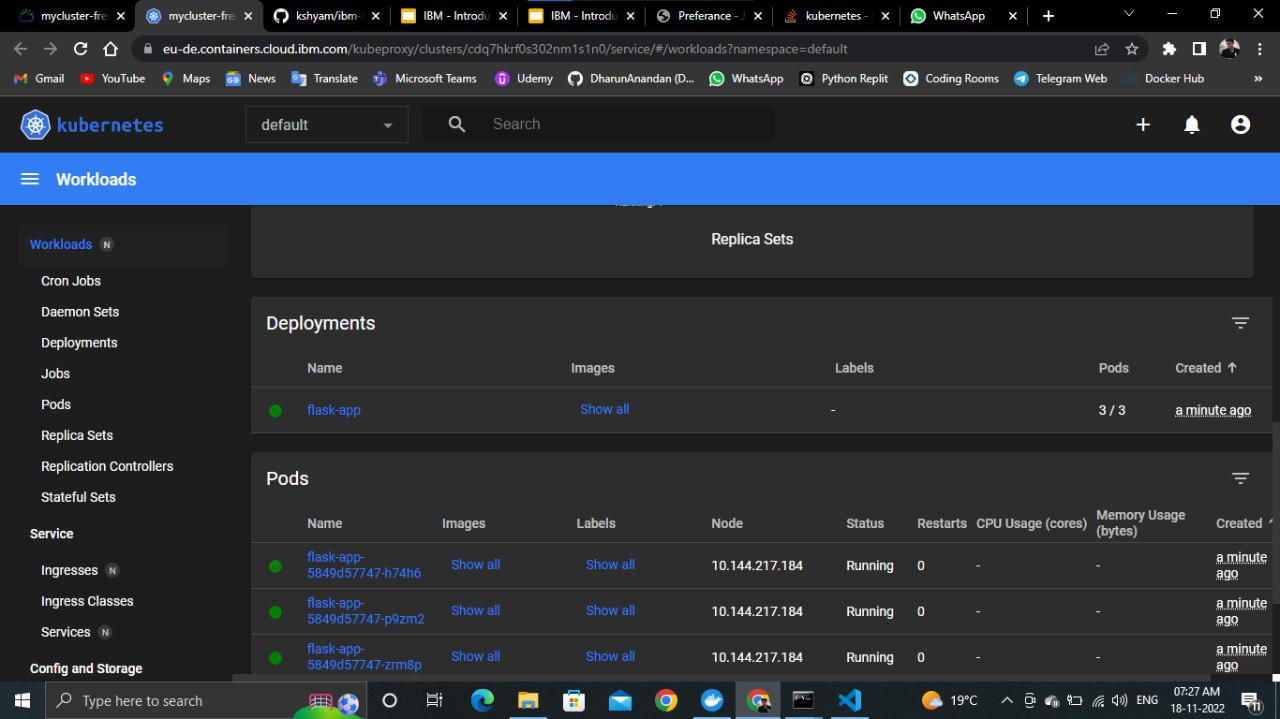 mycluster-fre
mycluster-fre
kshyam/ibm-
IBM - Introdu
IBM - Introdu
Preferans - J
kubernetes -
WhatsApp
eu-de.containers.cloud.ibm.com/kubeproxy/clusters/cdq7hkrf0s302nm1s1n0/service/#/workloads?namespace=default
Gmail
YouTube
Maps
News
Translate
Microsoft Teams
Udemy
DharunAnandan (D...
WhatsApp
Python Replit
Coding Rooms
Telegram Web
Docker Hub
»
kubernetes
default
Search
Workloads
Replica Sets
Workloads N
Cron Jobs
Daemon Sets
Deployments
Jobs
Pods
Replica Sets
Replication Controllers
Stateful Sets
Service
Ingresses N
Ingress Classes
Services N
Config and Storage
Deployments
Name Images Labels Pods Created
flask-app Show all - 3 / 3 a minute ago
Pods
Name Images Labels Node Status Restarts CPU Usage (cores) Memory Usage (bytes) Created
flask-app-
5849d57747-h74h6 Show all Show all 10.144.217.184 Running 0 - - a minute ago
flask-app-
5849d57747-p9zm2 Show all Show all 10.144.217.184 Running 0 - - a minute ago
flask-app-
5849d57747-zrm8p Show all Show all 10.144.217.184 Running 0 - - a minute ago
Type here to search
19°C
ENG
07:27 AM
18-11-2022
11